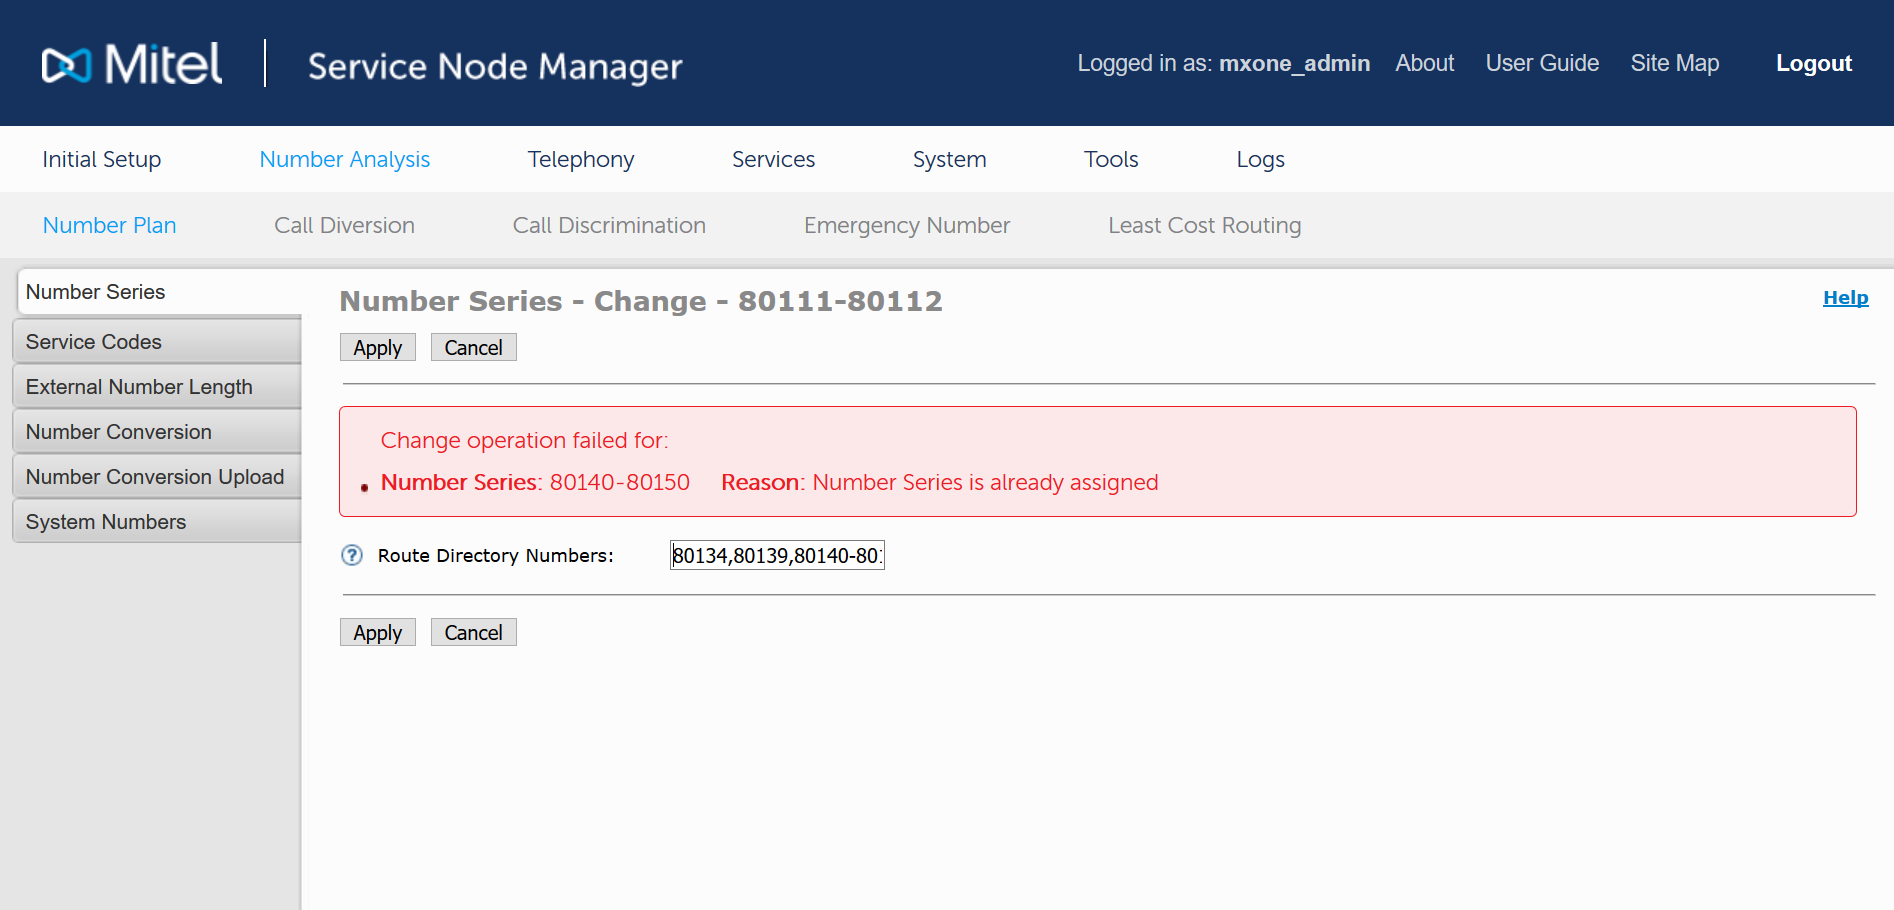 Mitel Service Node Manager Logged in as: mxone_admin About User Guide Site Map Logout
Initial Setup Number Analysis Telephony Services System Tools Logs
Number Plan Call Diversion Call Discrimination Emergency Number Least Cost Routing
Number Series
Service Codes
External Number Length
Number Conversion
Number Conversion Upload
System Numbers
Number Series - Change - 80111-80112 Help
Apply Cancel
Change operation failed for:
Number Series: 80140-80150 Reason: Number Series is already assigned
? Route Directory Numbers: 80134,80139,80140-80
Apply Cancel